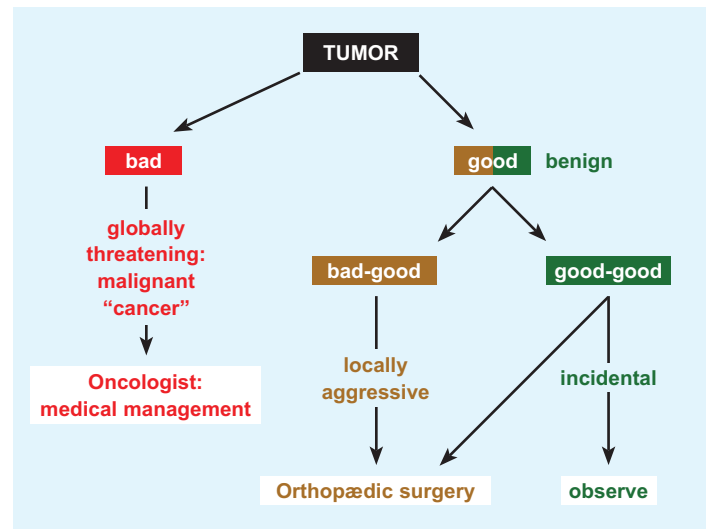 TUMOR
bad
good benign
globally
threatening:
malignant
“cancer”
bad-good
good-good
Oncologist:
medical management
locally
aggressive
incidental
Orthopædic surgery
observe